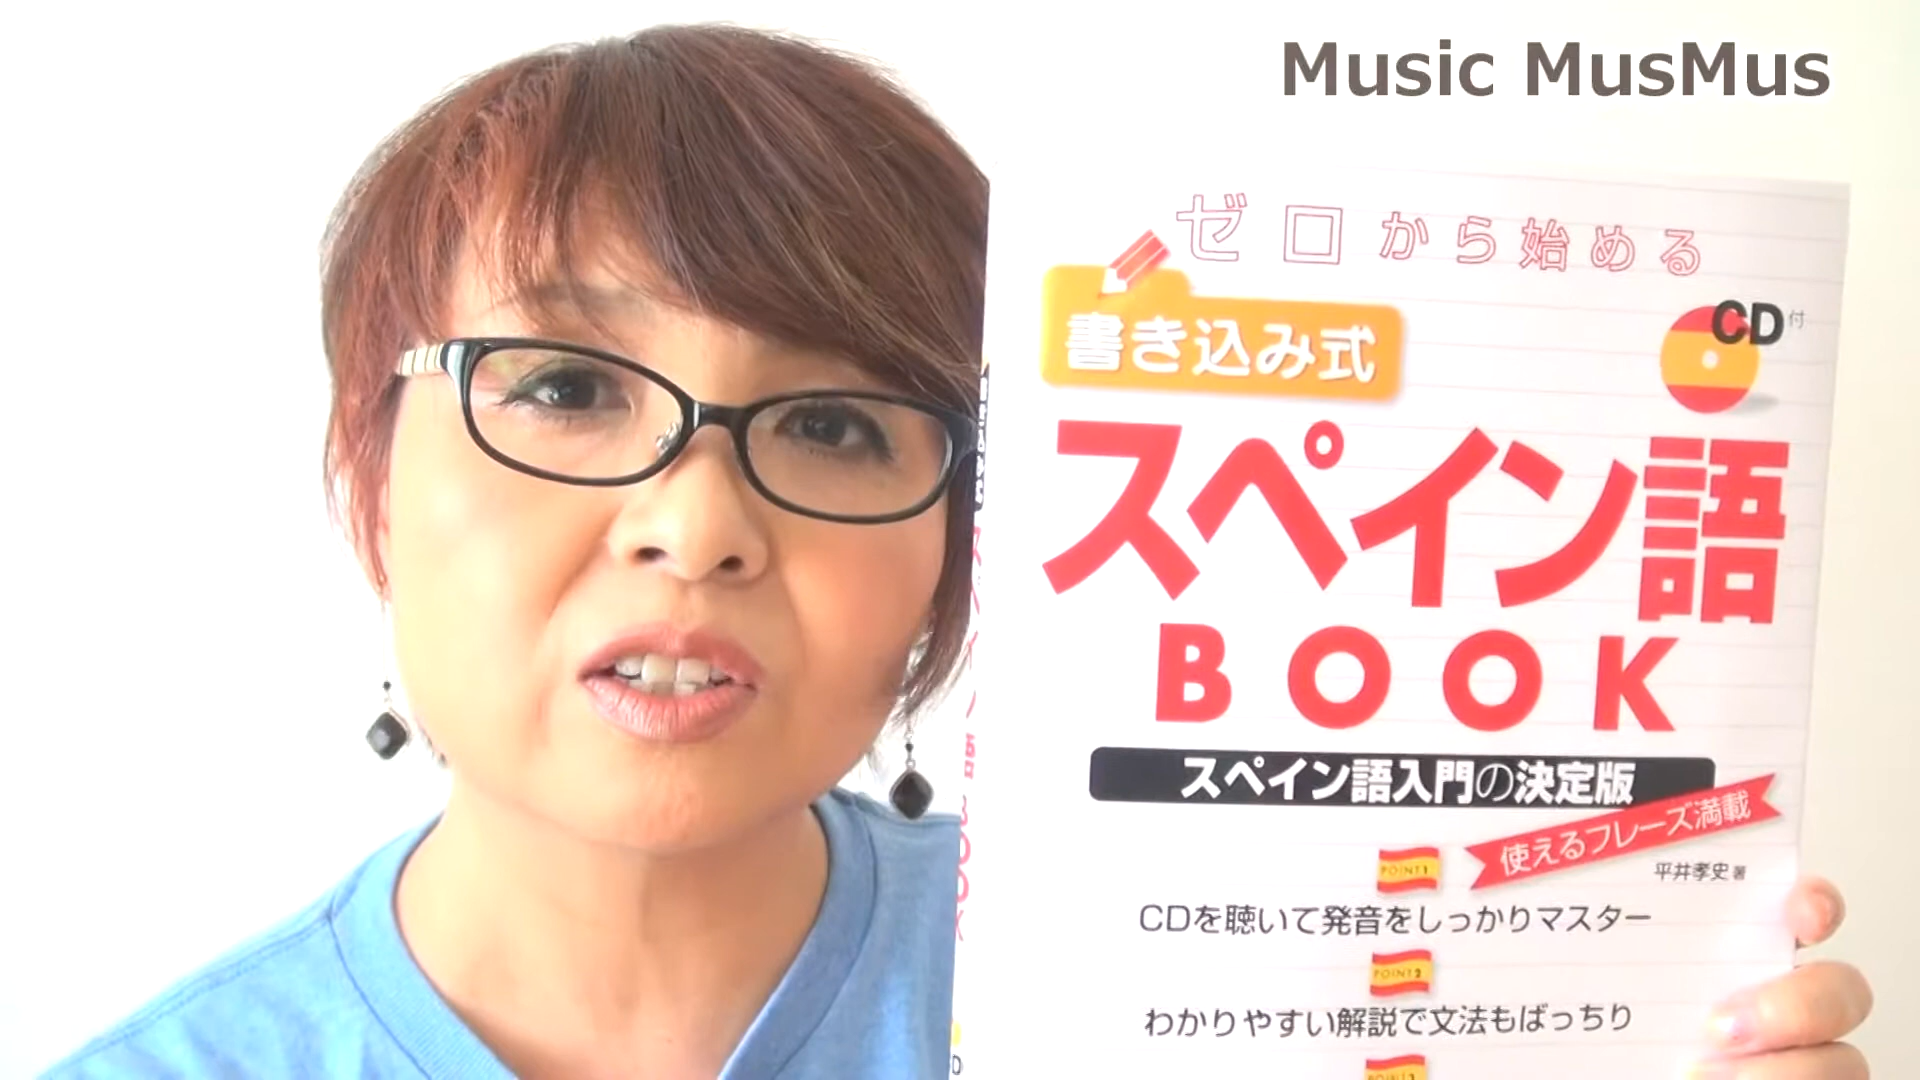 Music MusMus
ゼロから始める
書き込み式
CD付
スペイン語
BOOK
スペイン語入門の決定版
使えるフレーズ満載
平井孝史 著
POINT1
CDを聴いて発音をしっかりマスター
POINT2
わかりやすい解説で文法もばっちり